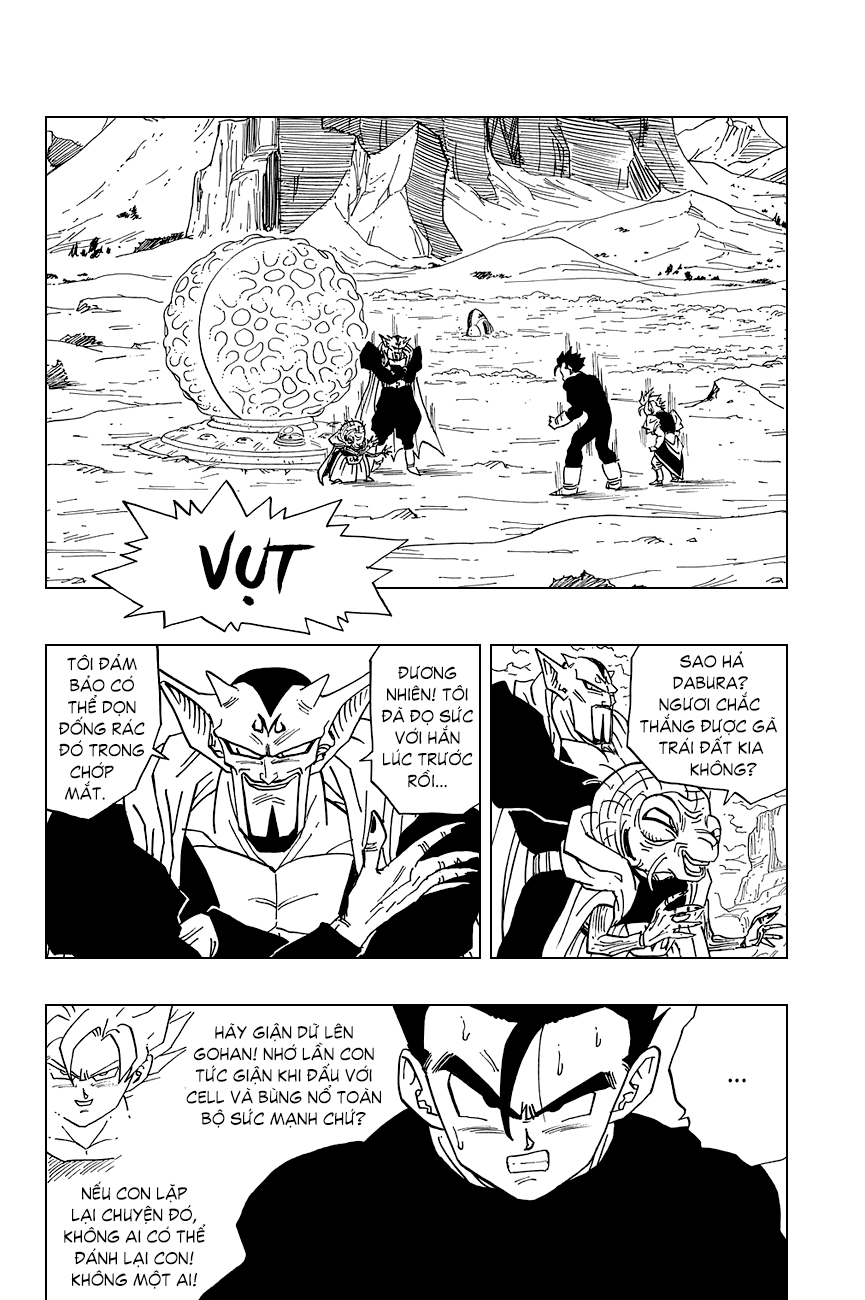 VỤT
SAO HẢ
DABURA?
NGƯƠI CHẮC
THẮNG ĐƯỢC GÃ
TRÁI ĐẤT KIA
KHÔNG?
ĐƯƠNG
NHIÊN! TÔI
ĐÃ ĐỌ SỨC
VỚI HẮN
LÚC TRƯỚC
RỒI...
TÔI ĐẢM
BẢO CÓ
THỂ DỌN
ĐỐNG RÁC
ĐÓ TRONG
CHỚP
MẮT.
...
HÃY GIẬN DỮ LÊN
GOHAN! NHỚ LẦN CON
TỨC GIẬN KHI ĐẤU VỚI
CELL VÀ BÙNG NỔ TOÀN
BỘ SỨC MẠNH CHỨ?
NẾU CON LẶP
LẠI CHUYỆN ĐÓ,
KHÔNG AI CÓ THỂ
ĐÁNH LẠI CON!
KHÔNG MỘT AI!